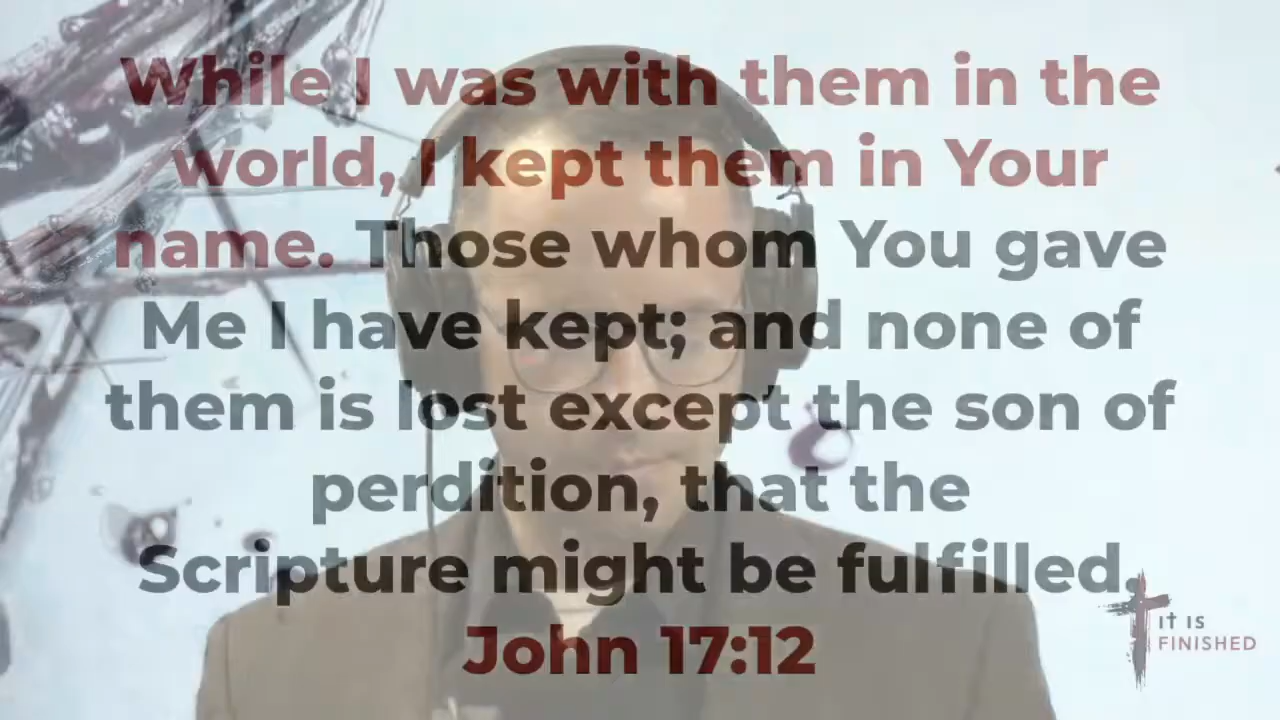 While I was with them in the
world, I kept them in Your
name. Those whom You gave
Me I have kept; and none of
them is lost except the son of
perdition, that the
Scripture might be fulfilled.
John 17:12
IT IS
FINISHED